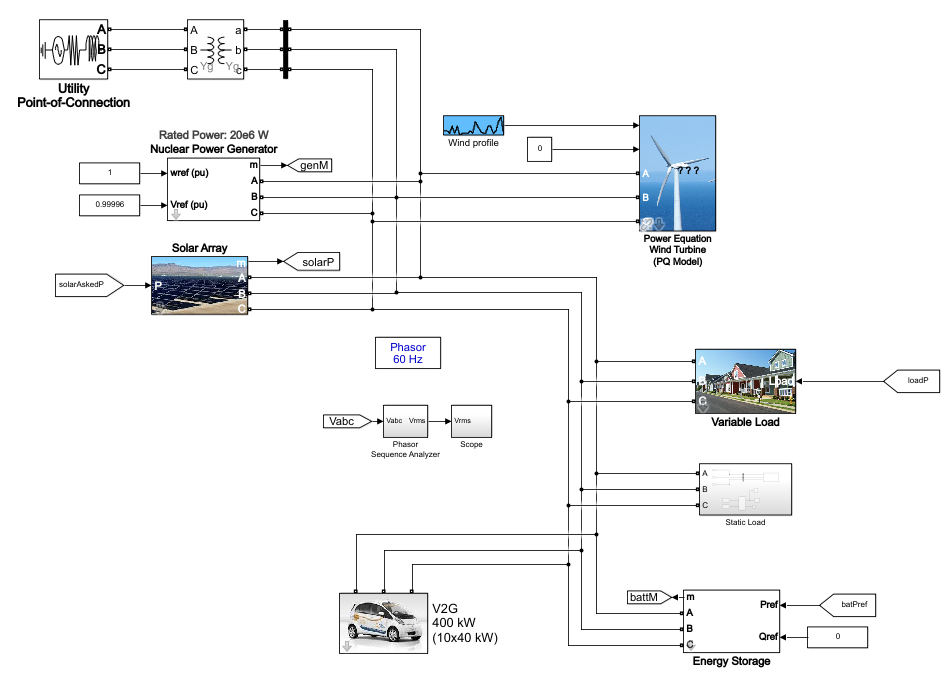 A
B
C
A
B
C
Yg
Yg
a
b
c
Utility
Point-of-Connection
Rated Power: 20e6 W
Nuclear Power Generator
1
0.99996
wref (pu)
Vref (pu)
m
A
B
C
genM
Wind profile
0
A
B
? ? ?
Power Equation
Wind Turbine
(PQ Model)
Solar Array
solarAskedP
P
m
A
B
C
solarP
Phasor
60 Hz
A
B
C
Load
loadP
Variable Load
Vabc
Vabc
Vrms
Vrms
Phasor
Sequence Analyzer
Scope
A
B
C
Static Load
V2G
400 kW
(10x40 kW)
battM
m
A
B
C
Pref
Qref
batPref
0
Energy Storage